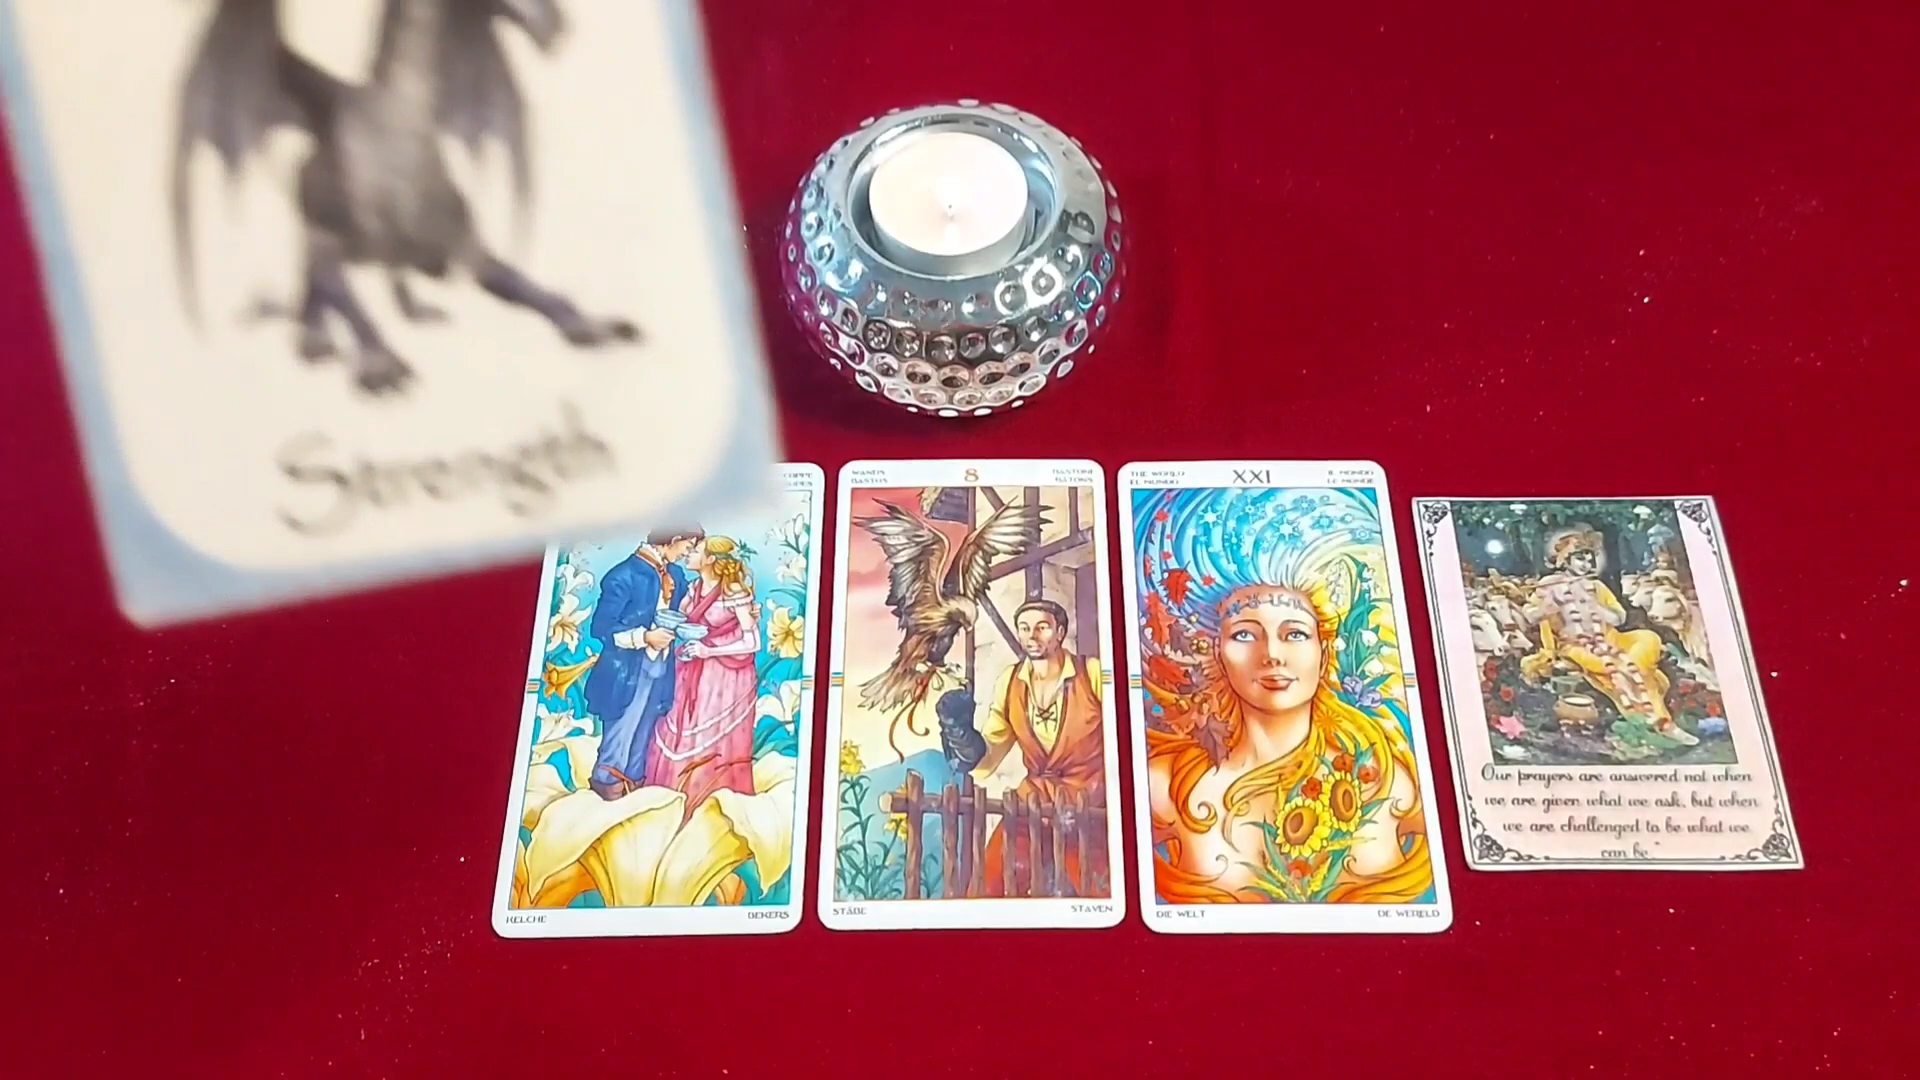 Strength
COPPE
2
WANDS
BASTOS
8
BASTONI
BÂTONS
THE WORLD
EL MUNDO
XXI
IL MONDO
LE MONDE
KELCHE
BEKERS
STÄBE
STAVEN
DIE WELT
DE WERELD
Our prayers are answered not when
we are given what we ask, but when
we are challenged to be what we
can be."